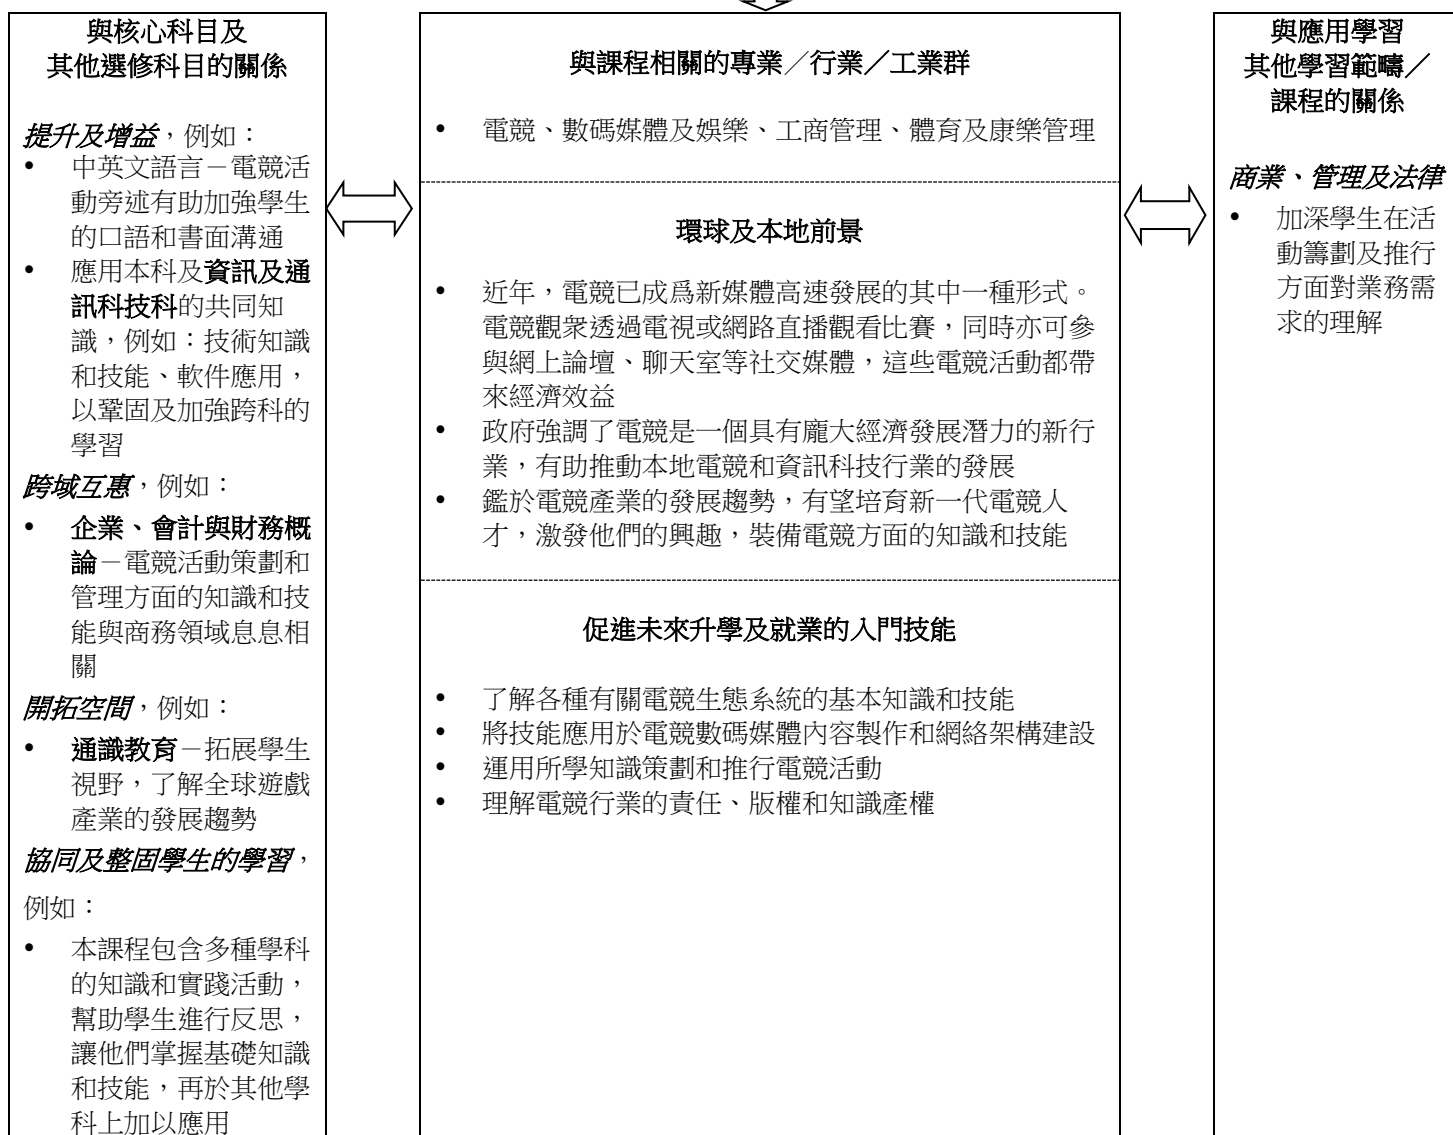 與核心科目及
其他選修科目的關係
提升及增益，例如：
• 中英文語言－電競活
動旁述有助加強學生
的口語和書面溝通
• 應用本科及資訊及通
訊科技科的共同知
識，例如：技術知識
和技能、軟件應用，
以鞏固及加強跨科的
學習
跨域互惠，例如：
• 企業、會計與財務概
論－電競活動策劃和
管理方面的知識和技
能與商務領域息息相
關
開拓空間，例如：
• 通識教育－拓展學生
視野，了解全球遊戲
產業的發展趨勢
協同及整固學生的學習，
例如：
• 本課程包含多種學科
的知識和實踐活動，
幫助學生進行反思，
讓他們掌握基礎知識
和技能，再於其他學
科上加以應用
與課程相關的專業／行業／工業群
• 電競、數碼媒體及娛樂、工商管理、體育及康樂管理
環球及本地前景
• 近年，電競已成爲新媒體高速發展的其中一種形式。
電競觀衆透過電視或網路直播觀看比賽，同時亦可參
與網上論壇、聊天室等社交媒體，這些電競活動都帶
來經濟效益
• 政府強調了電競是一個具有龐大經濟發展潛力的新行
業，有助推動本地電競和資訊科技行業的發展
• 鑑於電競產業的發展趨勢，有望培育新一代電競人
才，激發他們的興趣，裝備電競方面的知識和技能
促進未來升學及就業的入門技能
• 了解各種有關電競生態系統的基本知識和技能
• 將技能應用於電競數碼媒體內容製作和網絡架構建設
• 運用所學知識策劃和推行電競活動
• 理解電競行業的責任、版權和知識產權
與應用學習
其他學習範疇／
課程的關係
商業、管理及法律
• 加深學生在活
動籌劃及推行
方面對業務需
求的理解